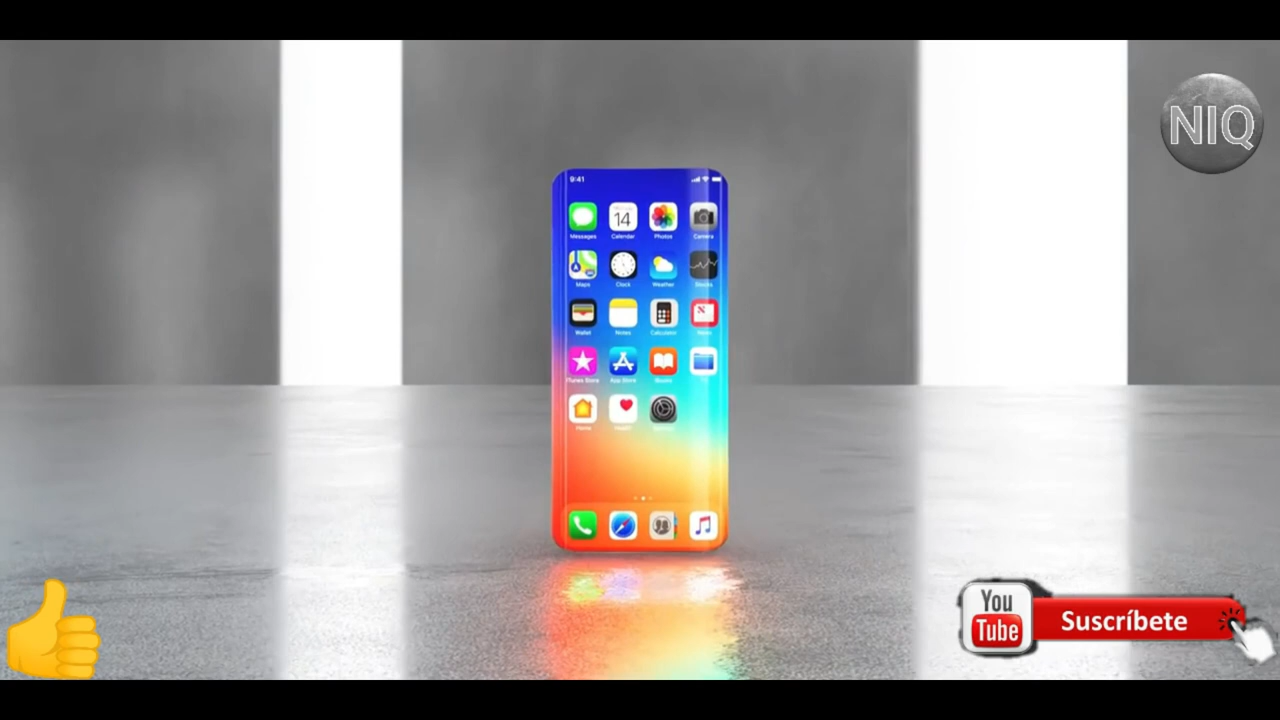 NIQ
9:41
14
Messages Calendar Photos Camera
Maps Clock Weather Stocks
Wallet Notes Calculator News
iTunes Store App Store iBooks
Home Health
You
Tube
Suscríbete